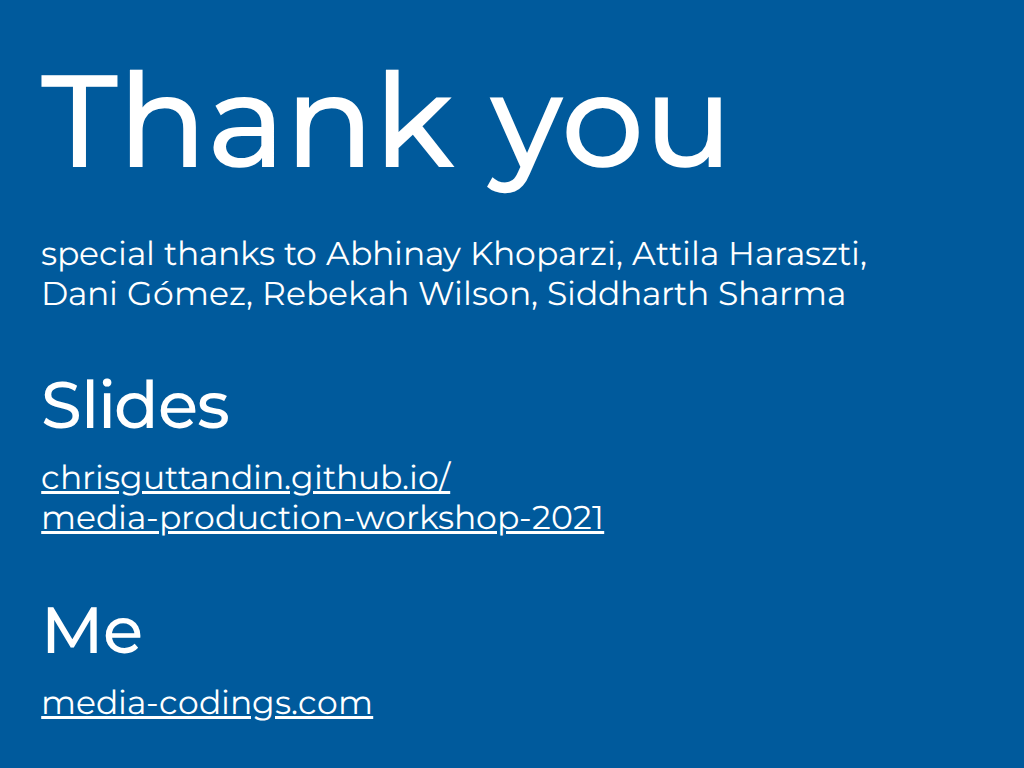 Thank you
special thanks to Abhinay Khoparzi, Attila Haraszti,
Dani Gómez, Rebekah Wilson, Siddharth Sharma
Slides
chrisguttandin.github.io/
media-production-workshop-2021
Me
media-codings.com